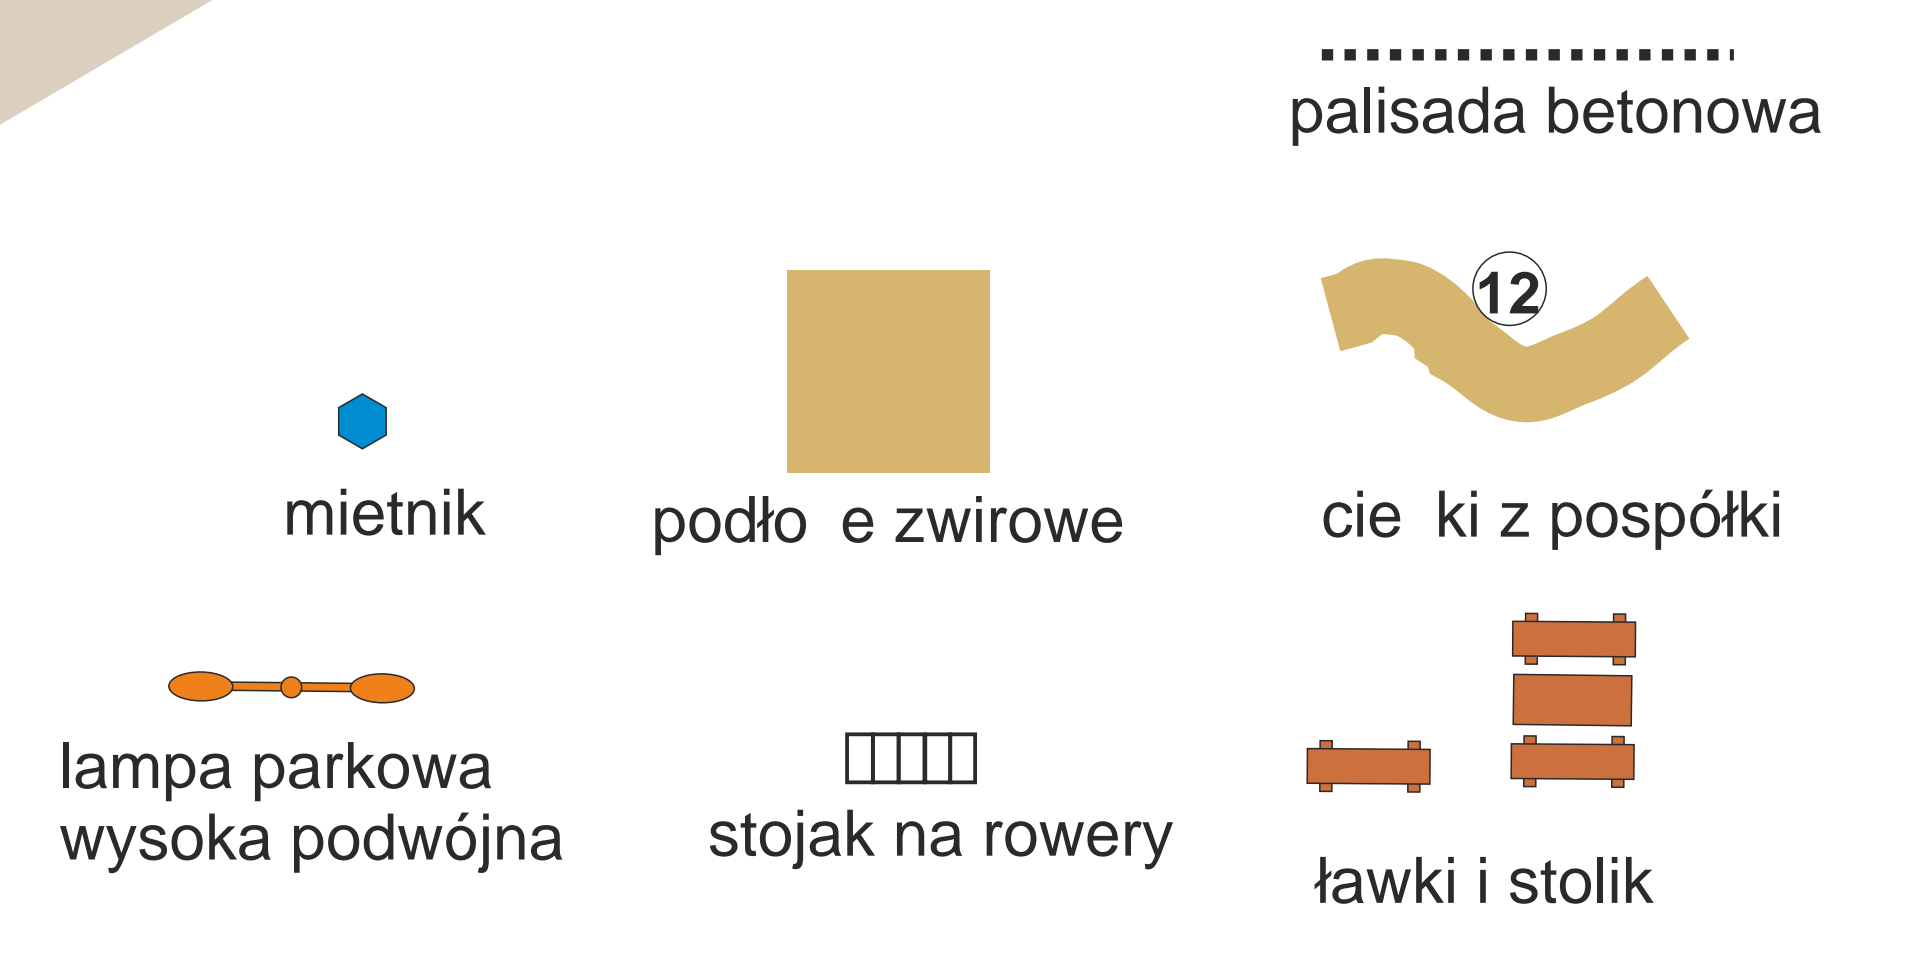 palisada betonowa
12
mietnik
podło e zwirowe
cie ki z pospółki
lampa parkowa
wysoka podwójna
stojak na rowery
ławki i stolik